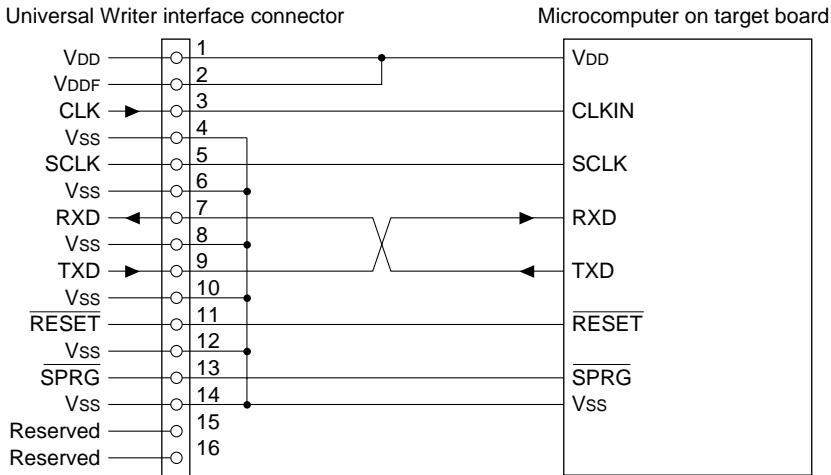 Universal Writer interface connector
Microcomputer on target board
VDD 1 VDD
VDDF 2
CLK 3 CLKIN
VSS 4
SCLK 5 SCLK
VSS 6
RXD 7 RXD
VSS 8
TXD 9 TXD
VSS 10
RESET 11 RESET
VSS 12
SPRG 13 SPRG
VSS 14 VSS
Reserved 15
Reserved 16